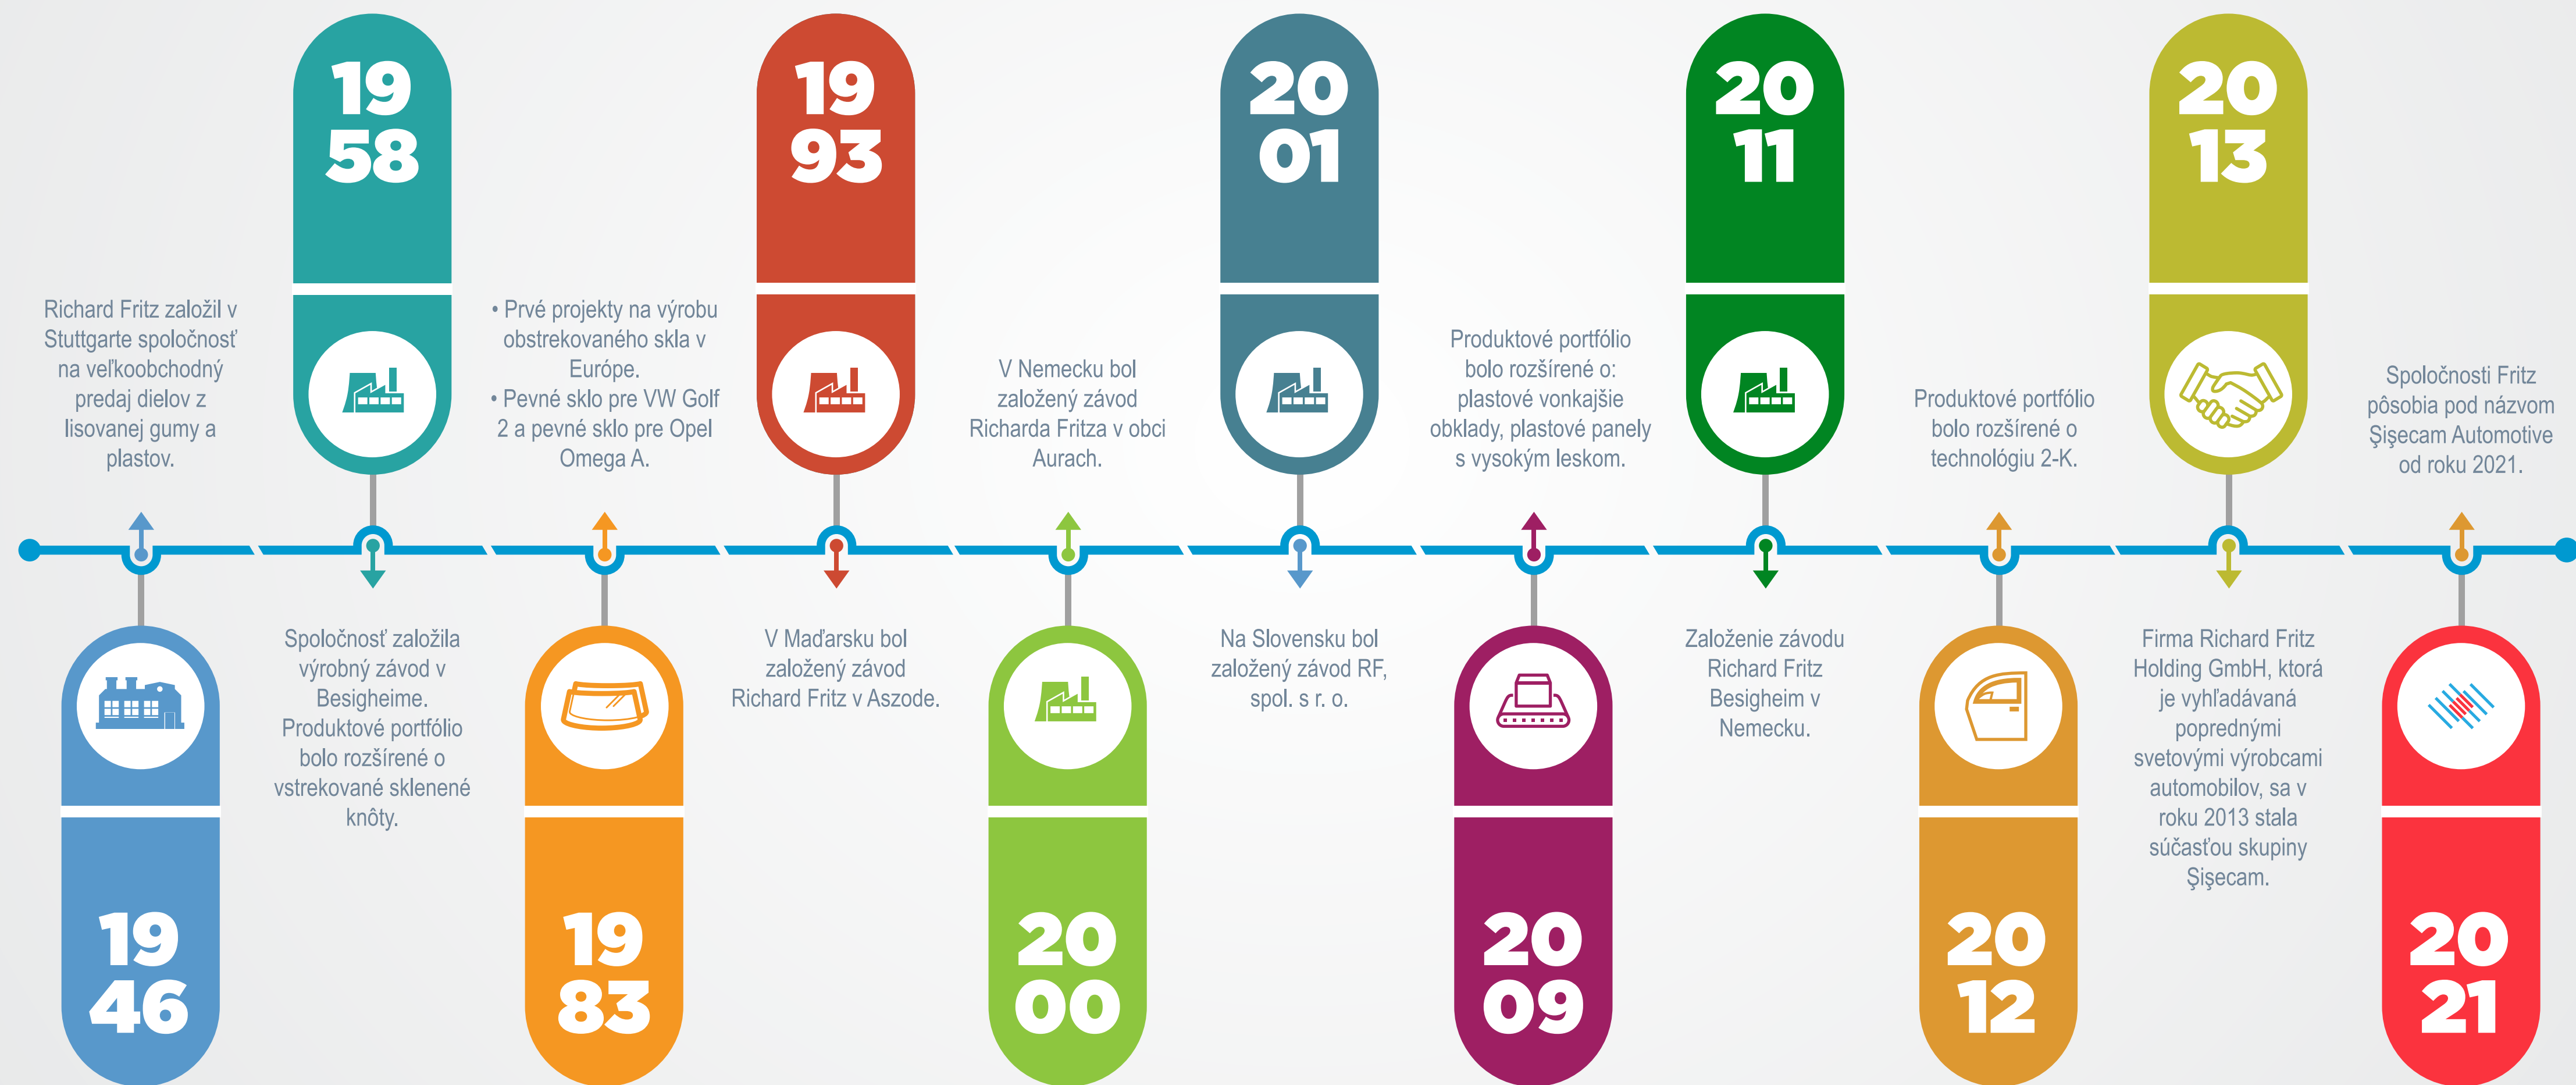 19
46
Richard Fritz založil v
Stuttgarte spoločnosť
na veľkoobchodný
predaj dielov z
lisovanej gumy a
plastov.
19
58
Spoločnosť založila
výrobný závod v
Besigheime.
Produktové portfólio
bolo rozšírené o
vstrekované sklenené
knôty.
19
83
• Prvé projekty na výrobu
obstrekovaného skla v
Európe.
• Pevné sklo pre VW Golf
2 a pevné sklo pre Opel
Omega A.
19
93
V Maďarsku bol
založený závod
Richard Fritz v Aszode.
20
00
V Nemecku bol
založený závod
Richarda Fritza v obci
Aurach.
20
01
Na Slovensku bol
založený závod RF,
spol. s r. o.
20
09
Produktové portfólio
bolo rozšírené o:
plastové vonkajšie
obklady, plastové panely
s vysokým leskom.
20
11
Založenie závodu
Richard Fritz
Besigheim v
Nemecku.
20
12
Produktové portfólio
bolo rozšírené o
technológiu 2-K.
20
13
Firma Richard Fritz
Holding GmbH, ktorá
je vyhľadávaná
poprednými
svetovými výrobcami
automobilov, sa v
roku 2013 stala
súčasťou skupiny
Şişecam.
20
21
Spoločnosti Fritz
pôsobia pod názvom
Şişecam Automotive
od roku 2021.